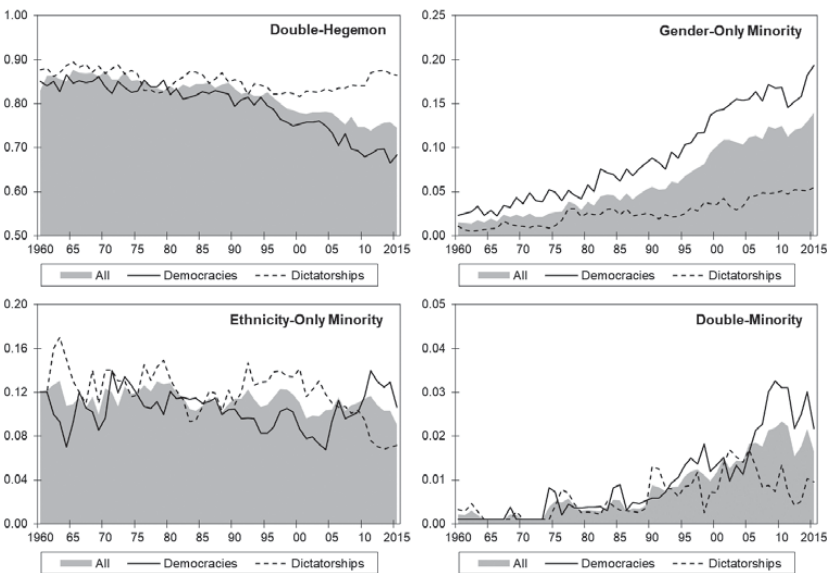 Double-Hegemon
1.00
0.90
0.80
0.70
0.60
0.50
1960 65 70 75 80 85 90 95 00 05 10 2015
All Democracies Dictatorships
Gender-Only Minority
0.25
0.20
0.15
0.10
0.05
0.00
1960 65 70 75 80 85 90 95 00 05 10 2015
All Democracies Dictatorships
Ethnicity-Only Minority
0.20
0.16
0.12
0.08
0.04
0.00
1960 65 70 75 80 85 90 95 00 05 10 2015
All Democracies Dictatorships
Double-Minority
0.05
0.04
0.03
0.02
0.01
0.00
1960 65 70 75 80 85 90 95 00 05 10 2015
All Democracies Dictatorships